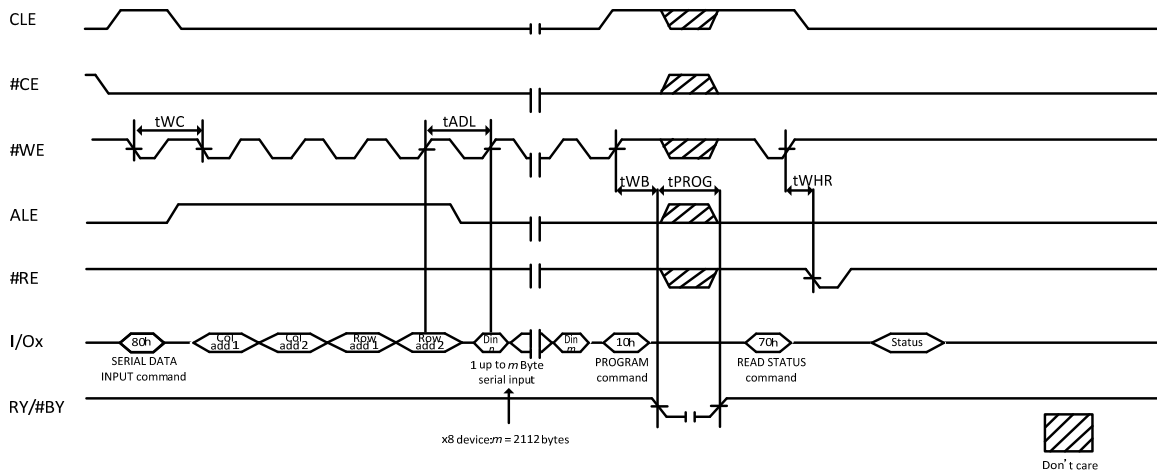 CLE
#CE
tWC
tADL
#WE
tWB
tPROG
tWHR
ALE
#RE
I/Ox
80h
Col
add 1
Col
add 2
Row
add 1
Row
add 2
Din
n
Din
m
10h
70h
Status
SERIAL DATA
INPUT command
1 up to m Byte
serial input
PROGRAM
command
READ STATUS
command
RY/#BY
x8 device:m = 2112 bytes
Don't care